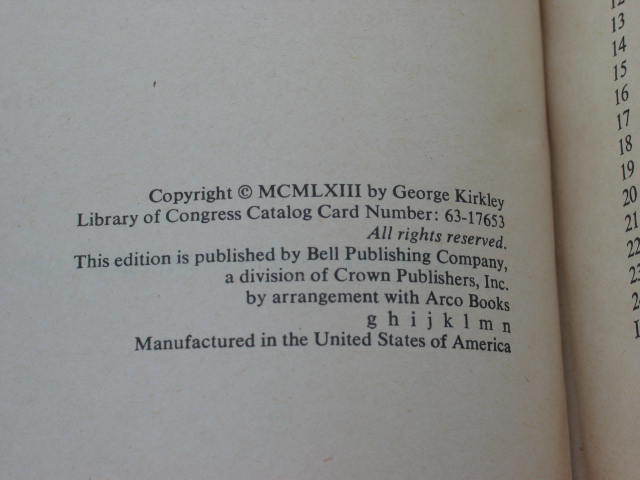 Copyright © MCMLXIII by George Kirkley
Library of Congress Catalog Card Number: 63-17653
All rights reserved.
This edition is published by Bell Publishing Company,
a division of Crown Publishers, Inc.
by arrangement with Arco Books
g h i j k l m n
Manufactured in the United States of America
12
13
14
15
16
17
18
19
20
21
22
23